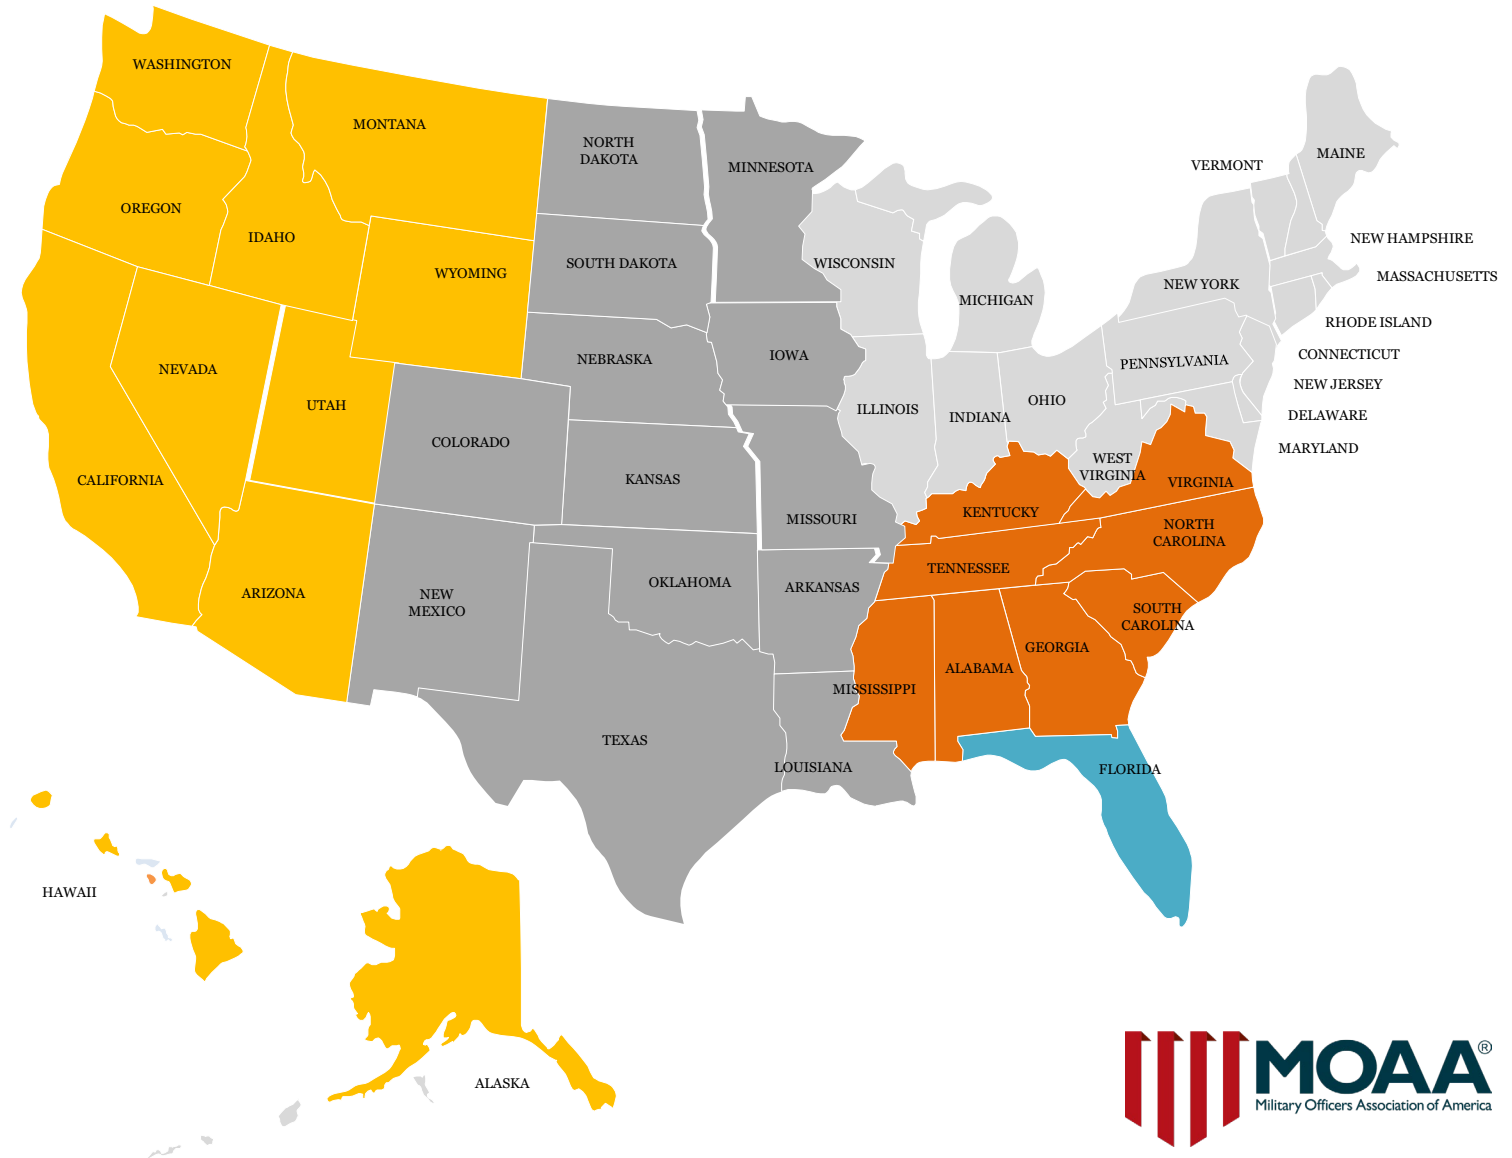 WASHINGTON
MONTANA
NORTH
DAKOTA
MINNESOTA
VERMONT
MAINE
OREGON
IDAHO
WYOMING
SOUTH DAKOTA
WISCONSIN
MICHIGAN
NEW YORK
NEW HAMPSHIRE
MASSACHUSETTS
RHODE ISLAND
CONNECTICUT
NEW JERSEY
DELAWARE
MARYLAND
NEVADA
UTAH
NEBRASKA
IOWA
ILLINOIS
INDIANA
OHIO
PENNSYLVANIA
CALIFORNIA
COLORADO
KANSAS
MISSOURI
KENTUCKY
WEST
VIRGINIA
VIRGINIA
ARIZONA
NEW
MEXICO
OKLAHOMA
ARKANSAS
TENNESSEE
NORTH
CAROLINA
SOUTH
CAROLINA
TEXAS
LOUISIANA
MISSISSIPPI
ALABAMA
GEORGIA
FLORIDA
HAWAII
ALASKA
MOAA®
Military Officers Association of America